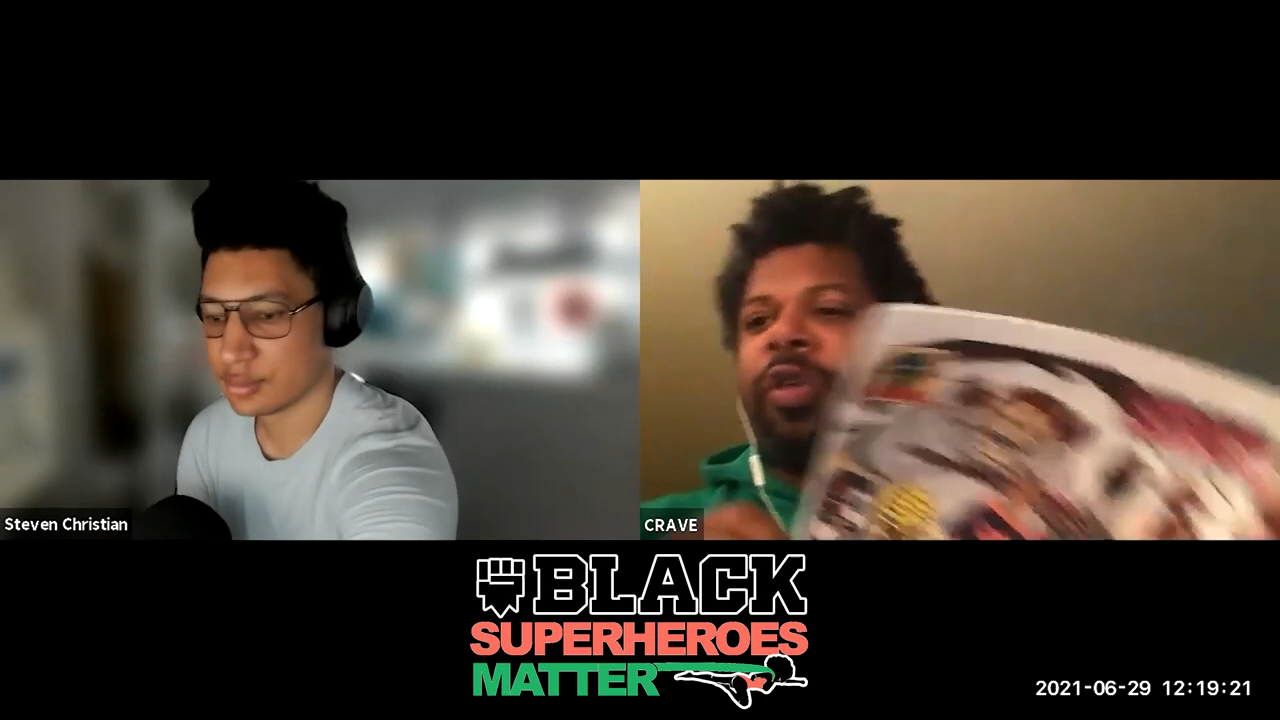 Steven Christian
CRAVE
BLACK
SUPERHEROES
MATTER
2021-06-29 12:19:21